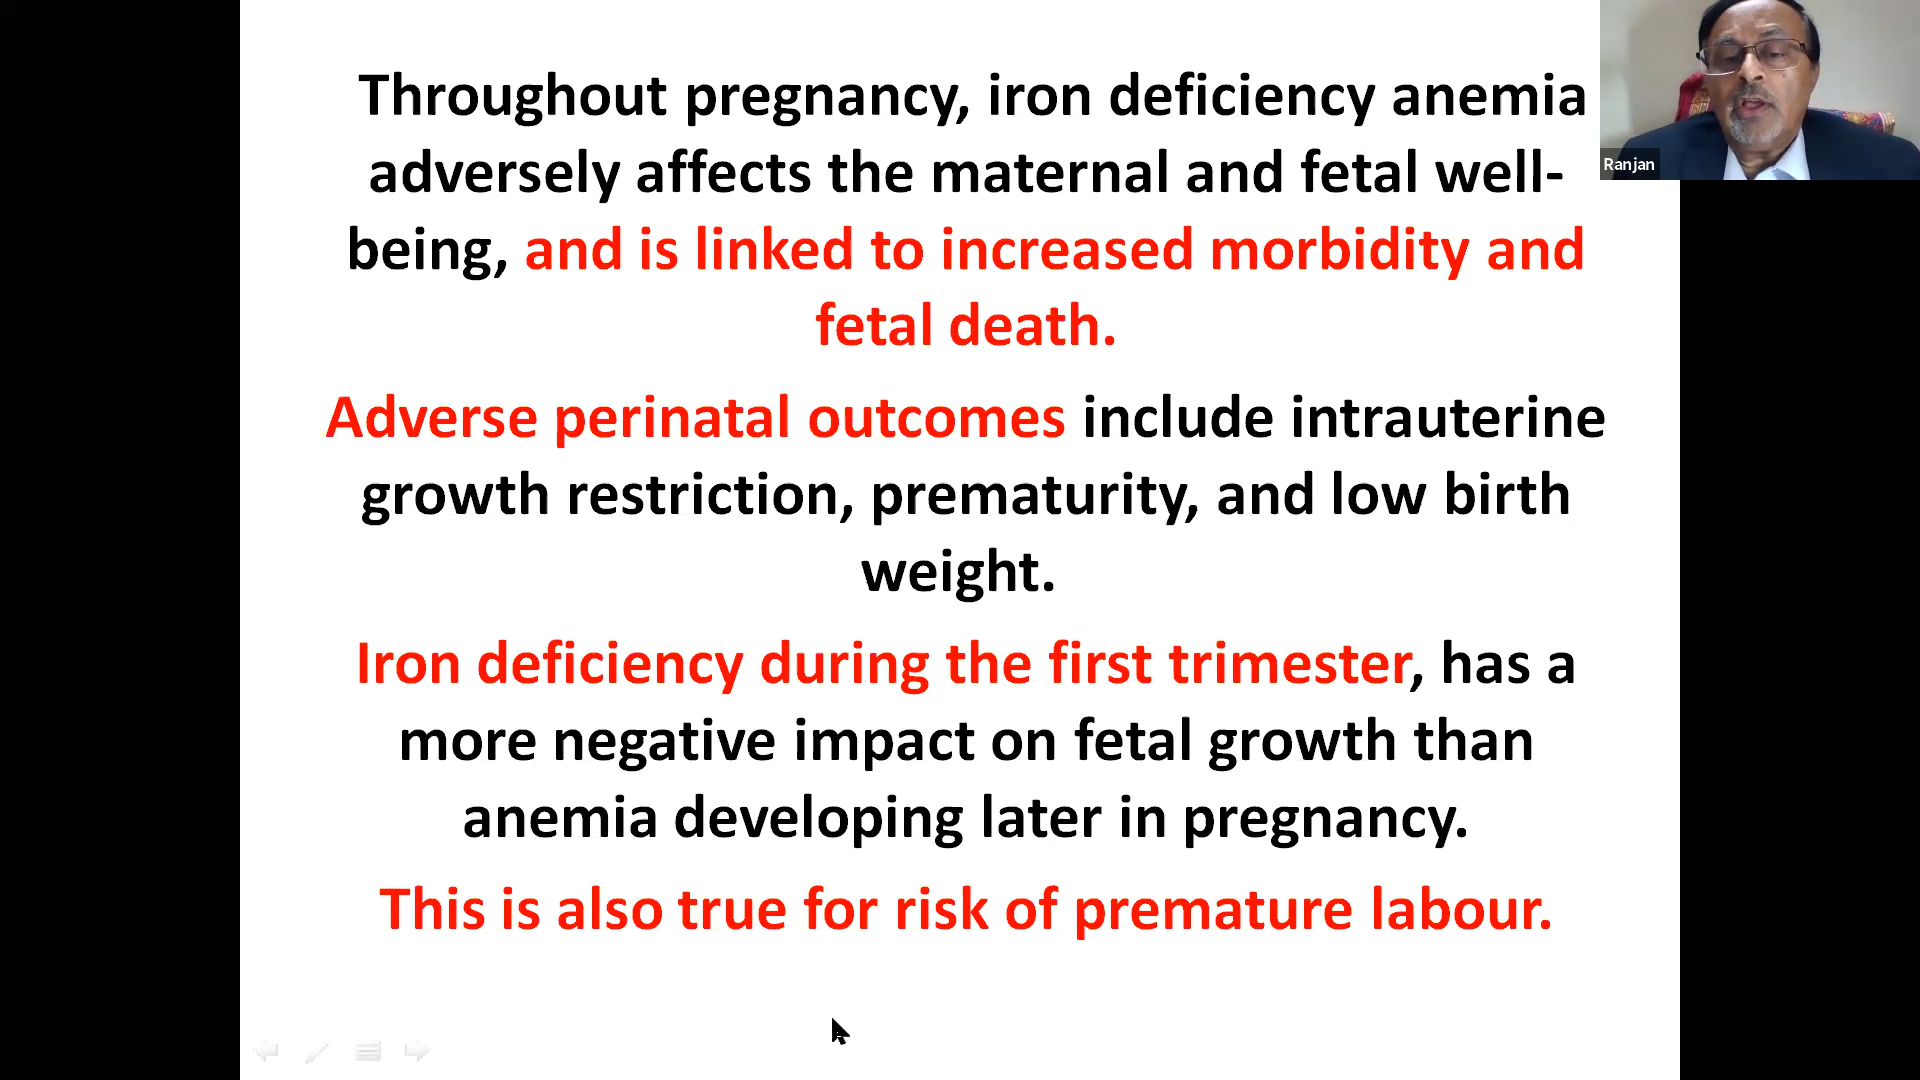 Throughout pregnancy, iron deficiency anemia
adversely affects the maternal and fetal well-
being, and is linked to increased morbidity and
fetal death.
Adverse perinatal outcomes include intrauterine
growth restriction, prematurity, and low birth
weight.
Iron deficiency during the first trimester, has a
more negative impact on fetal growth than
anemia developing later in pregnancy.
This is also true for risk of premature labour.
Ranjan